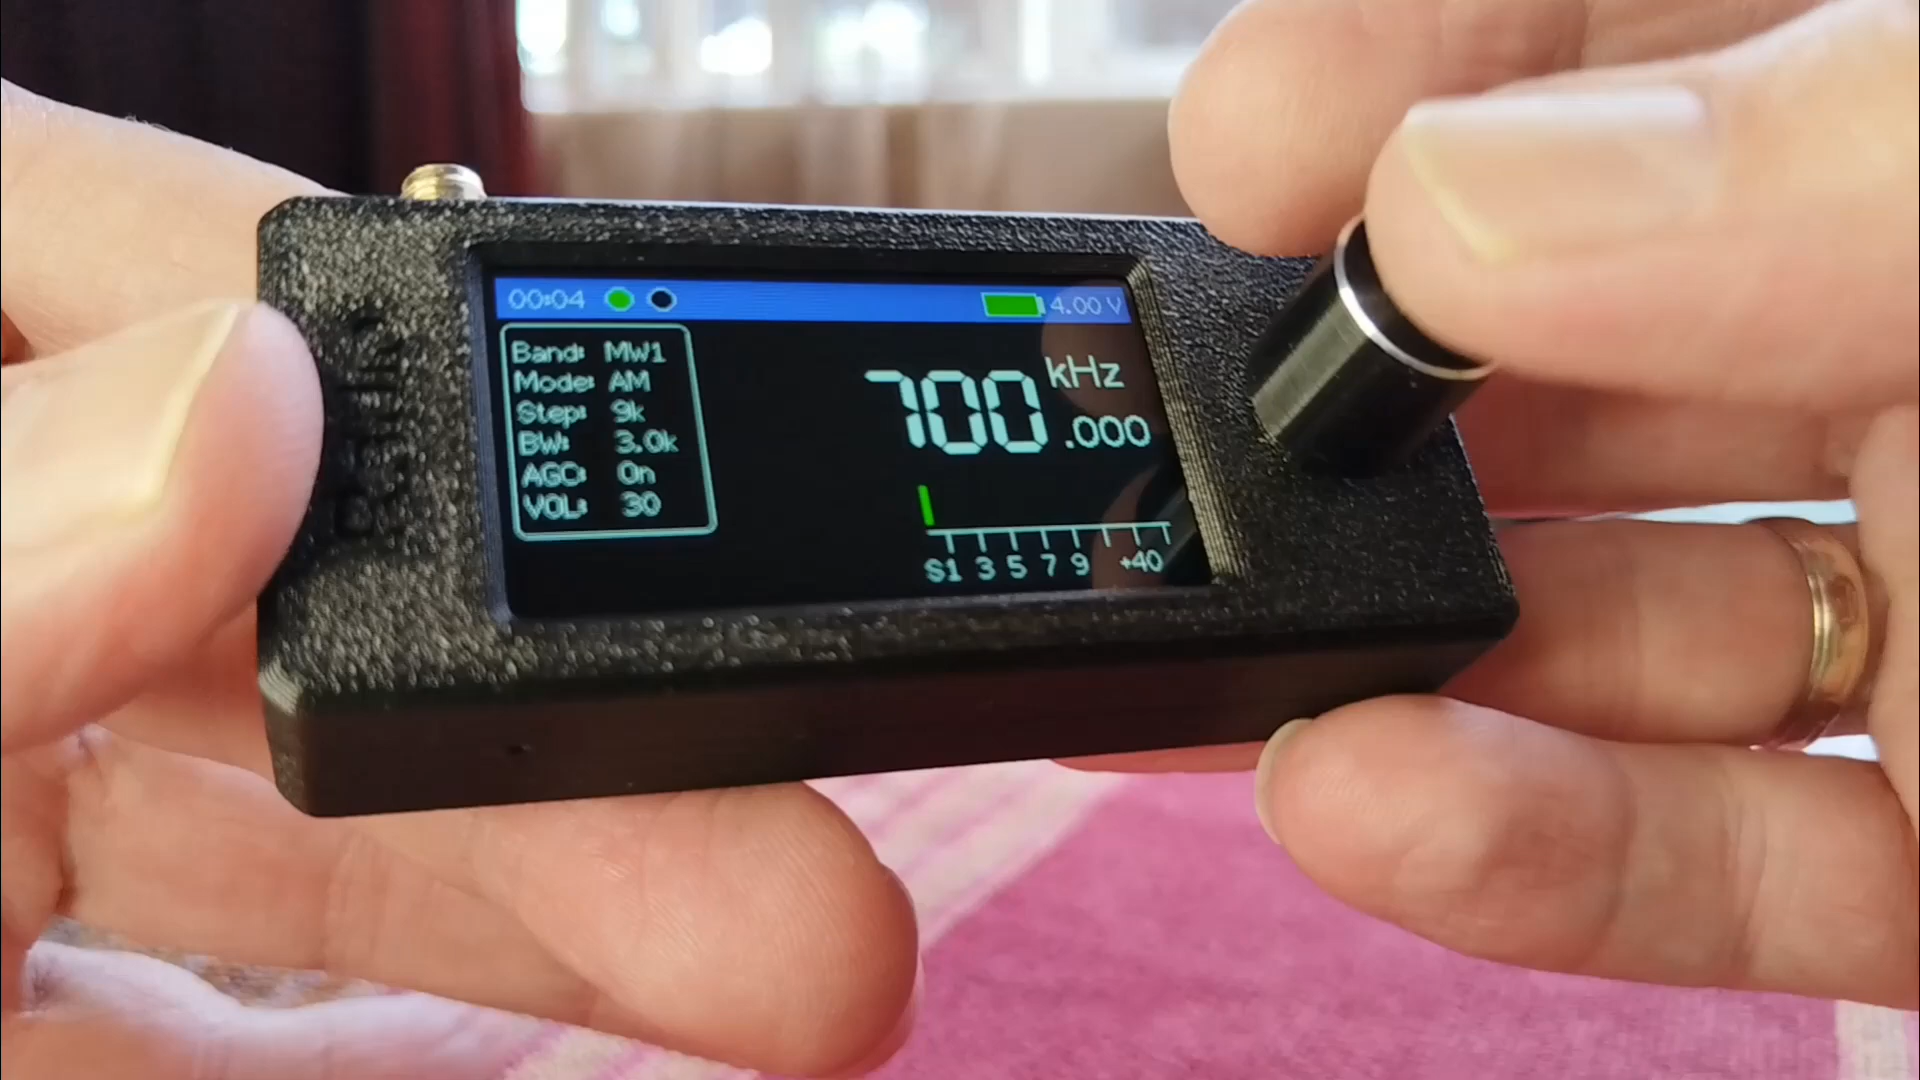 00:04 4.00 V
Band: MW1
Mode: AM
Step: 9k
BW: 3.0k
AGC: On
VOL: 30
700 kHz
.000
S1 3 5 7 9 +40